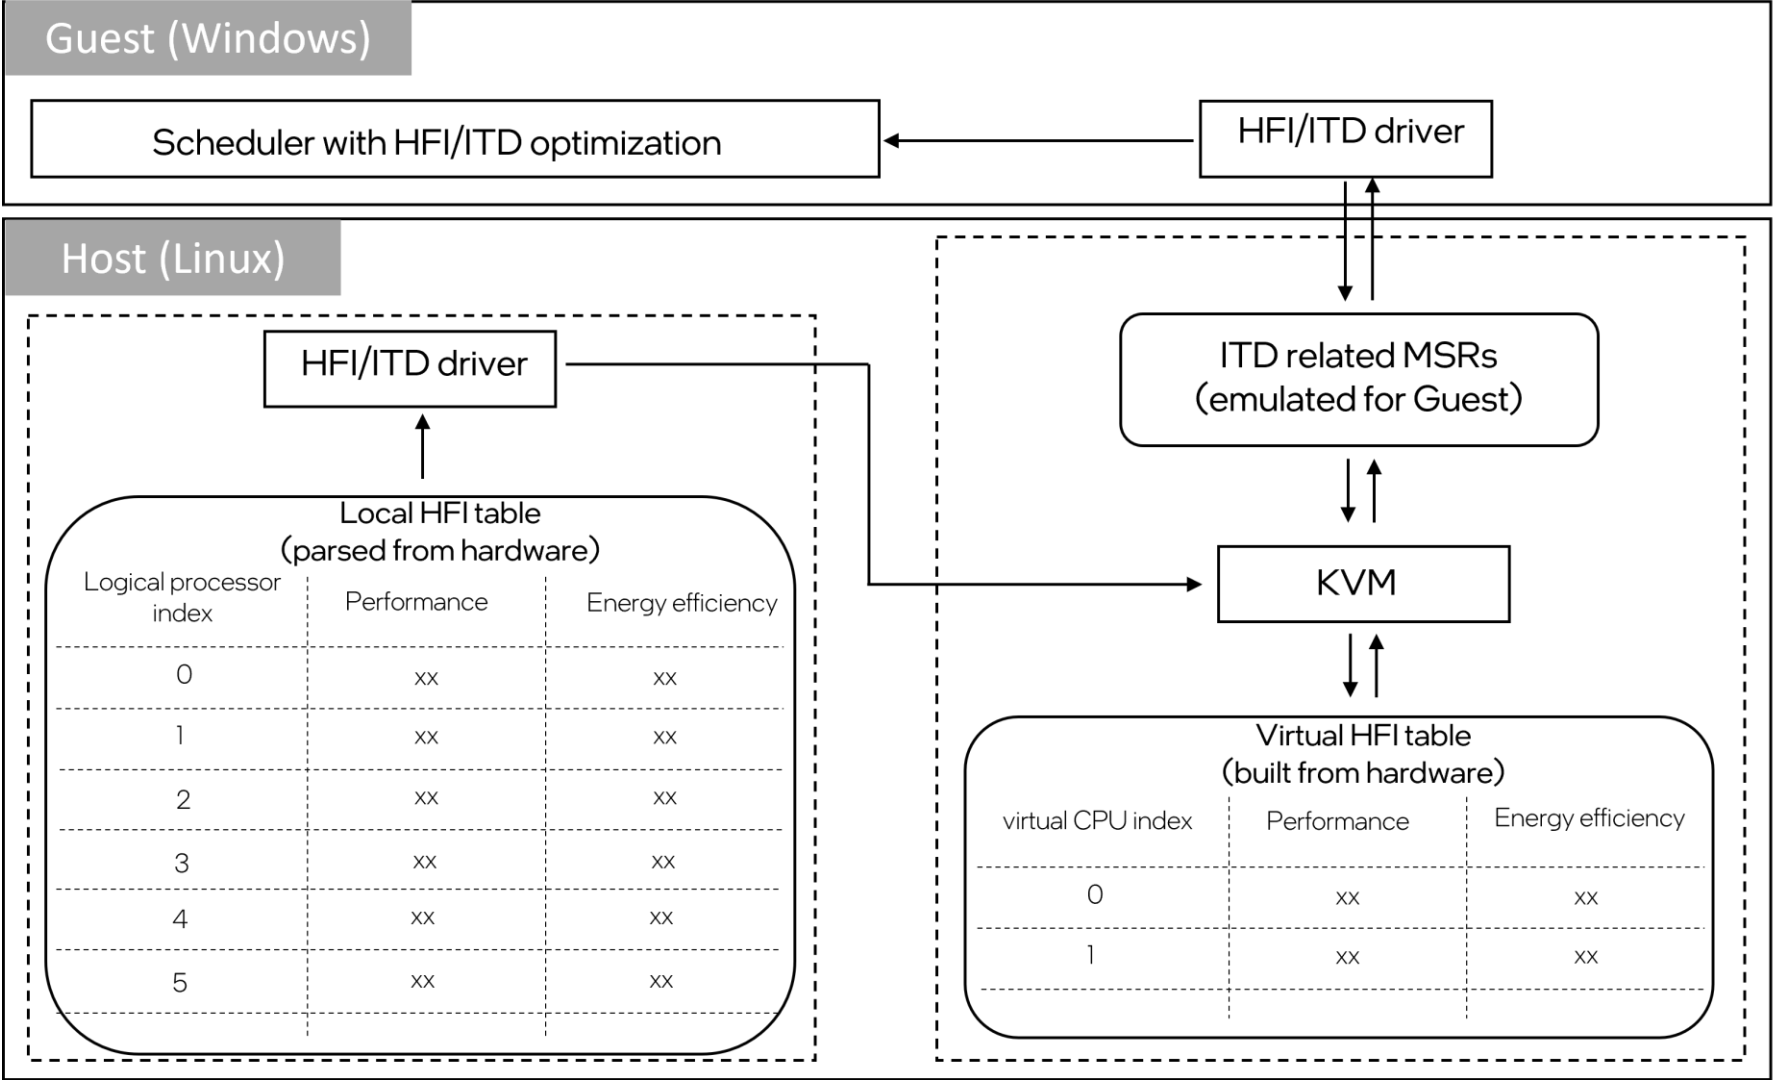 Guest (Windows)
Scheduler with HFI/ITD optimization
HFI/ITD driver
Host (Linux)
HFI/ITD driver
Local HFI table
(parsed from hardware)
Logical processor
index
Performance
Energy efficiency
0 xx xx
1 xx xx
2 xx xx
3 xx xx
4 xx xx
5 xx xx
ITD related MSRs
(emulated for Guest)
KVM
Virtual HFI table
(built from hardware)
virtual CPU index
Performance
Energy efficiency
0 xx xx
1 xx xx